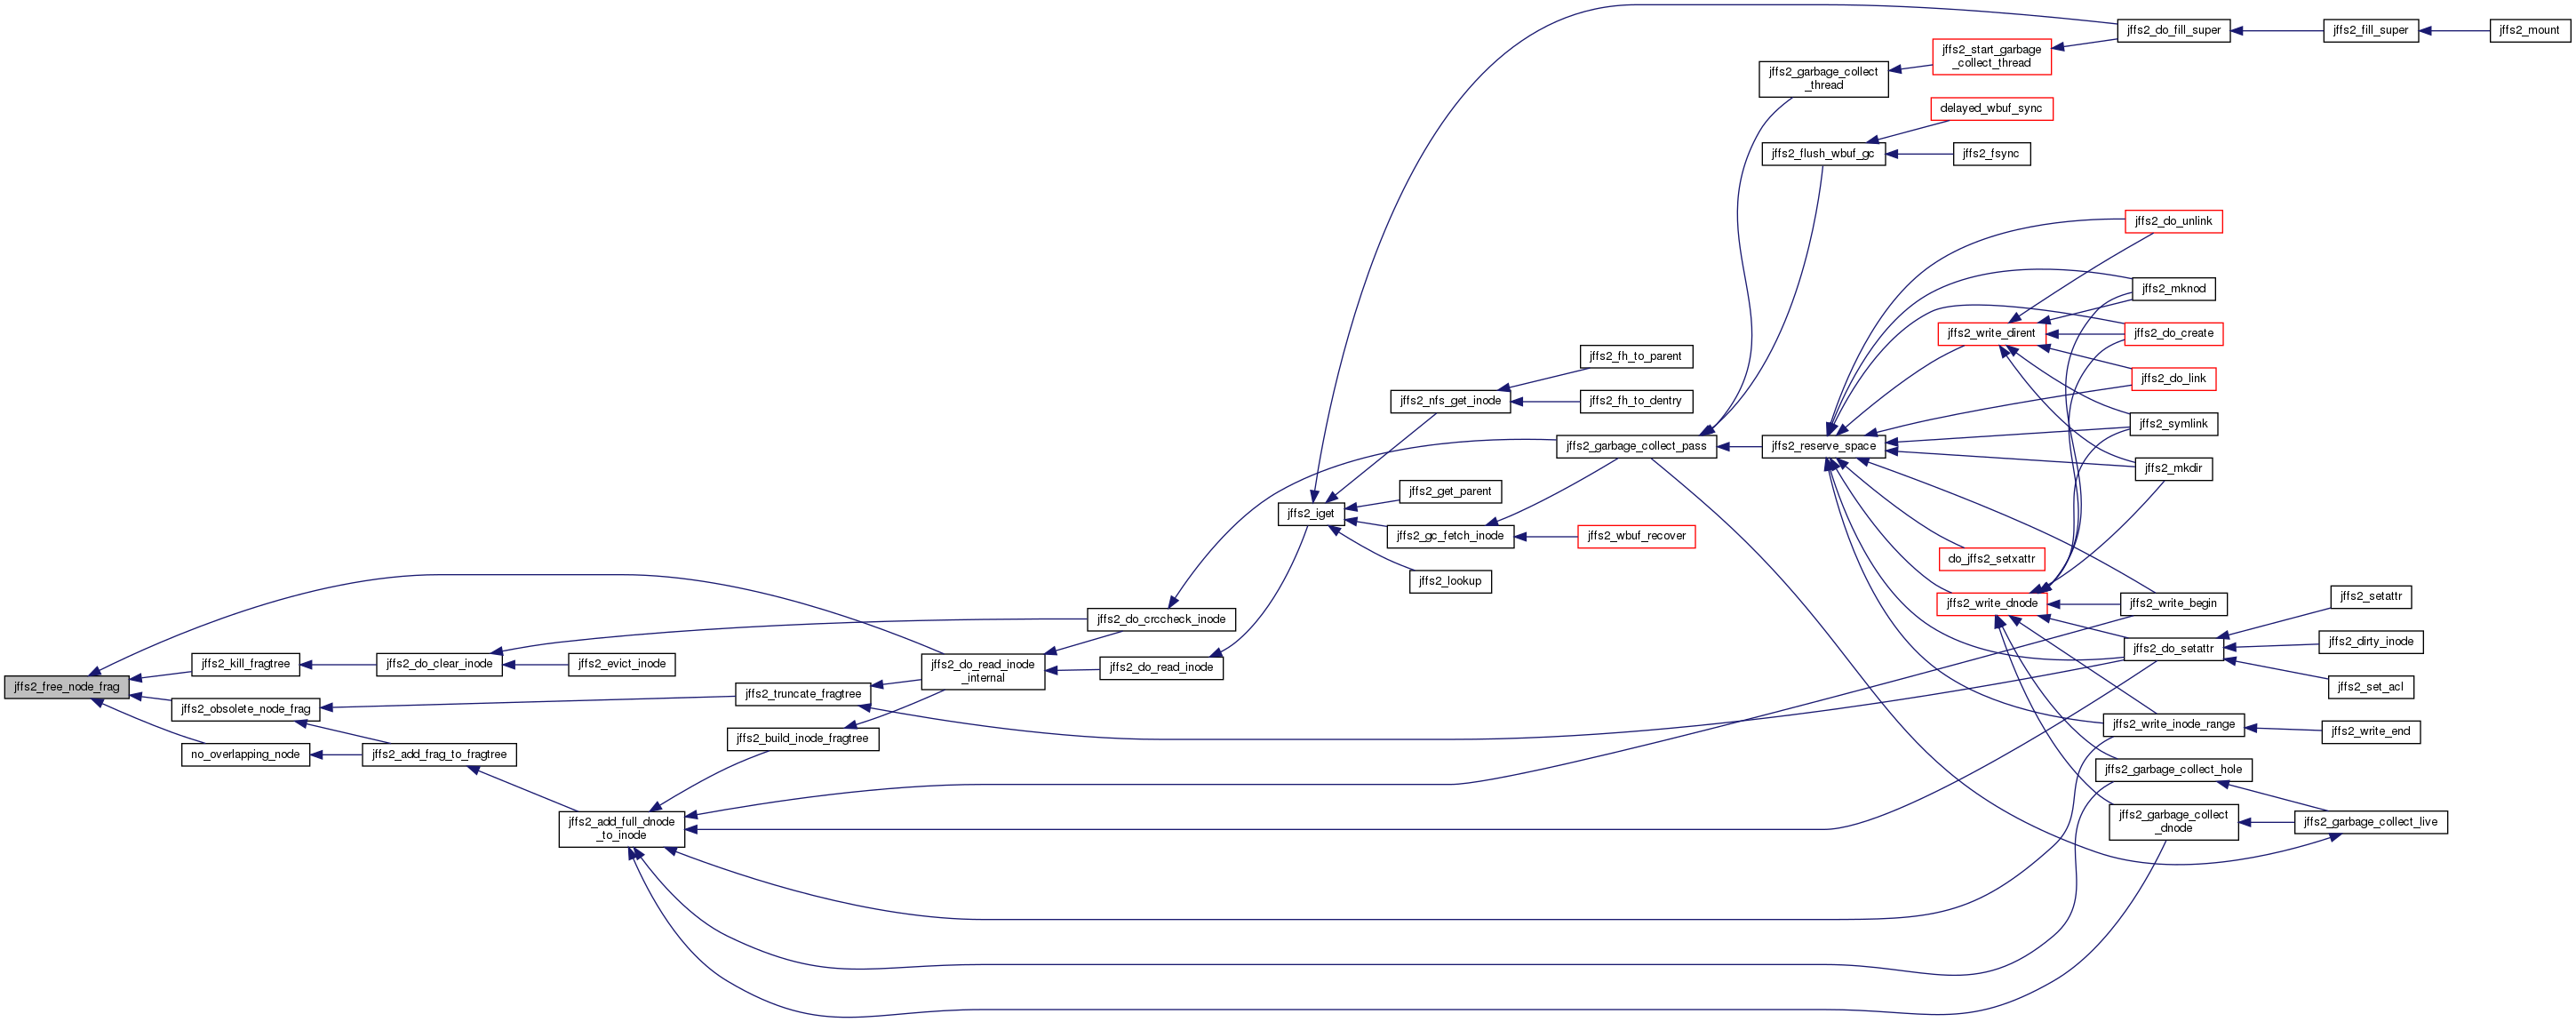 jffs2_free_node_frag
jffs2_kill_fragtree
jffs2_obsolete_node_frag
no_overlapping_node
jffs2_do_clear_inode
jffs2_add_frag_to_fragtree
jffs2_evict_inode
jffs2_add_full_dnode
_to_inode
jffs2_truncate_fragtree
jffs2_build_inode_fragtree
jffs2_do_read_inode
_internal
jffs2_do_crccheck_inode
jffs2_do_read_inode
jffs2_iget
jffs2_nfs_get_inode
jffs2_get_parent
jffs2_gc_fetch_inode
jffs2_lookup
jffs2_fh_to_parent
jffs2_fh_to_dentry
jffs2_garbage_collect_pass
jffs2_wbuf_recover
jffs2_garbage_collect
_thread
jffs2_flush_wbuf_gc
jffs2_reserve_space
jffs2_start_garbage
_collect_thread
delayed_wbuf_sync
jffs2_fsync
jffs2_write_dirent
do_jffs2_setxattr
jffs2_write_dnode
jffs2_do_fill_super
jffs2_do_unlink
jffs2_mknod
jffs2_do_create
jffs2_do_link
jffs2_symlink
jffs2_mkdir
jffs2_write_begin
jffs2_do_setattr
jffs2_write_inode_range
jffs2_garbage_collect_hole
jffs2_garbage_collect
_dnode
jffs2_fill_super
jffs2_mount
jffs2_setattr
jffs2_dirty_inode
jffs2_set_acl
jffs2_write_end
jffs2_garbage_collect_live